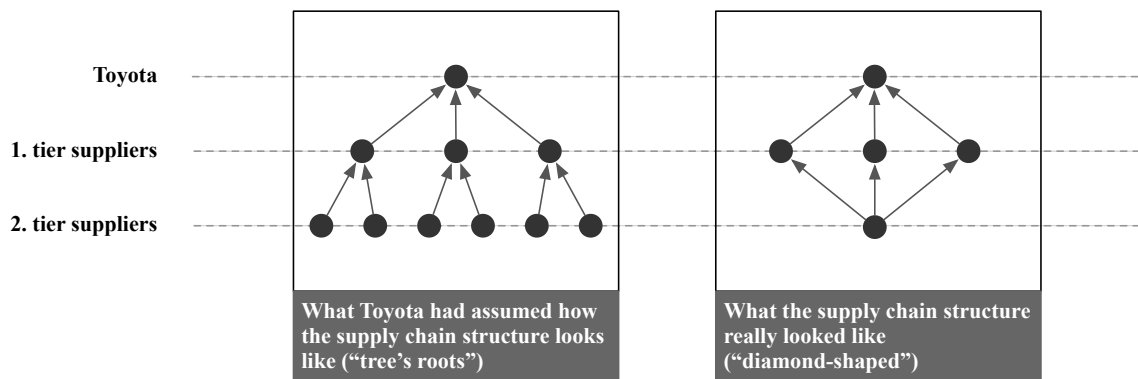 Toyota
1. tier suppliers
2. tier suppliers
What Toyota had assumed how
the supply chain structure looks
like (“tree’s roots”)
What the supply chain structure
really looked like
(“diamond-shaped”)